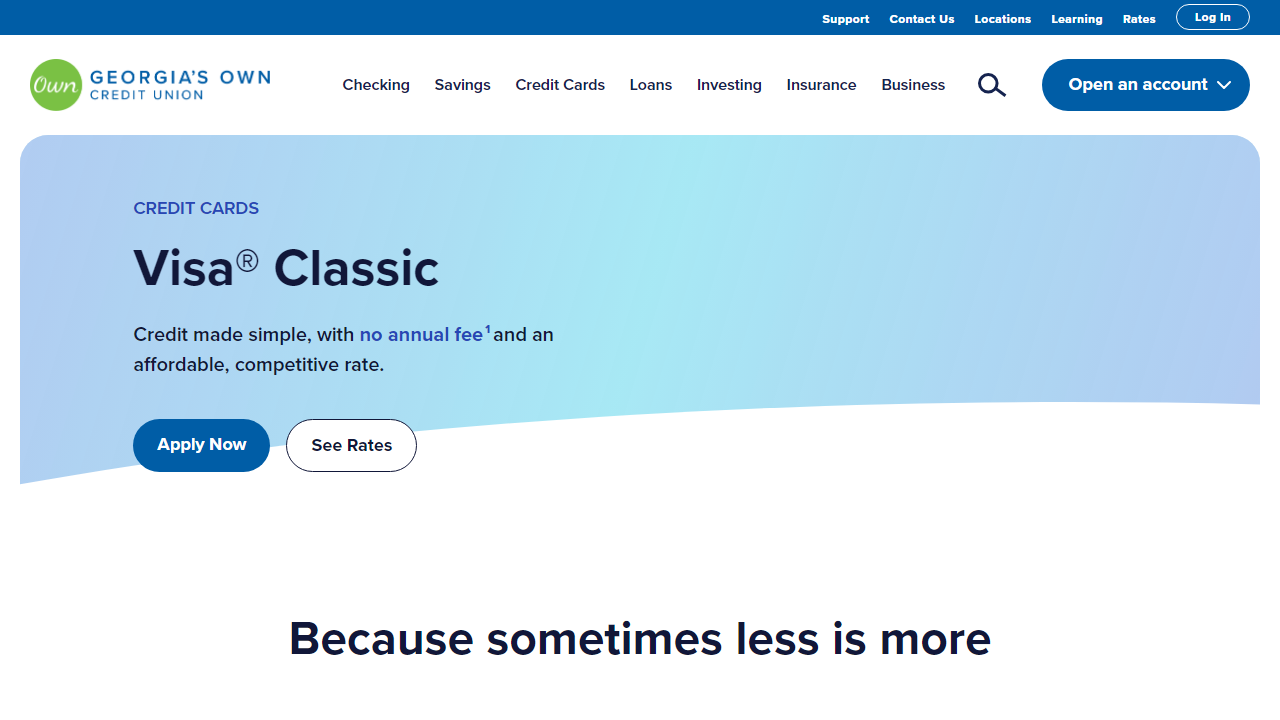 Support Contact Us Locations Learning Rates Log In
Own GEORGIA'S OWN
CREDIT UNION
Checking Savings Credit Cards Loans Investing Insurance Business Open an account
CREDIT CARDS
Visa® Classic
Credit made simple, with no annual fee¹ and an
affordable, competitive rate.
Apply Now See Rates
Because sometimes less is more